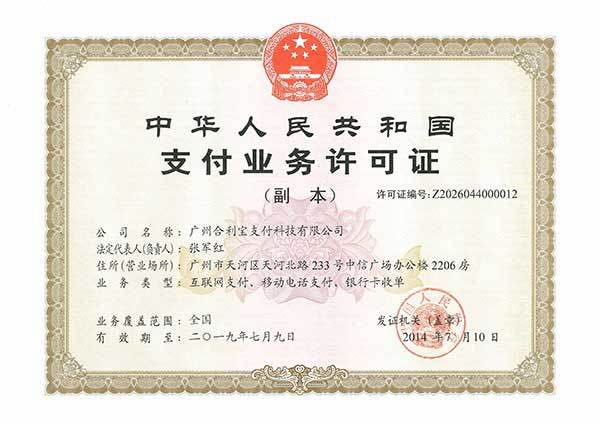 中华人民共和国
支付业务许可证
（副 本）
许可证编号:Z2026044000012
公 司 名 称：广州合利宝支付科技有限公司
法定代表人(负责人)：张军红
住所(营业场所)：广州市天河区天河北路233号中信广场办公楼2206房
业 务 类 型：互联网支付、移动电话支付、银行卡收单
业务覆盖范围：全国
有 效 期 至：二〇一九年七月九日
发证机关（盖章）
2014 年 7 月 10 日